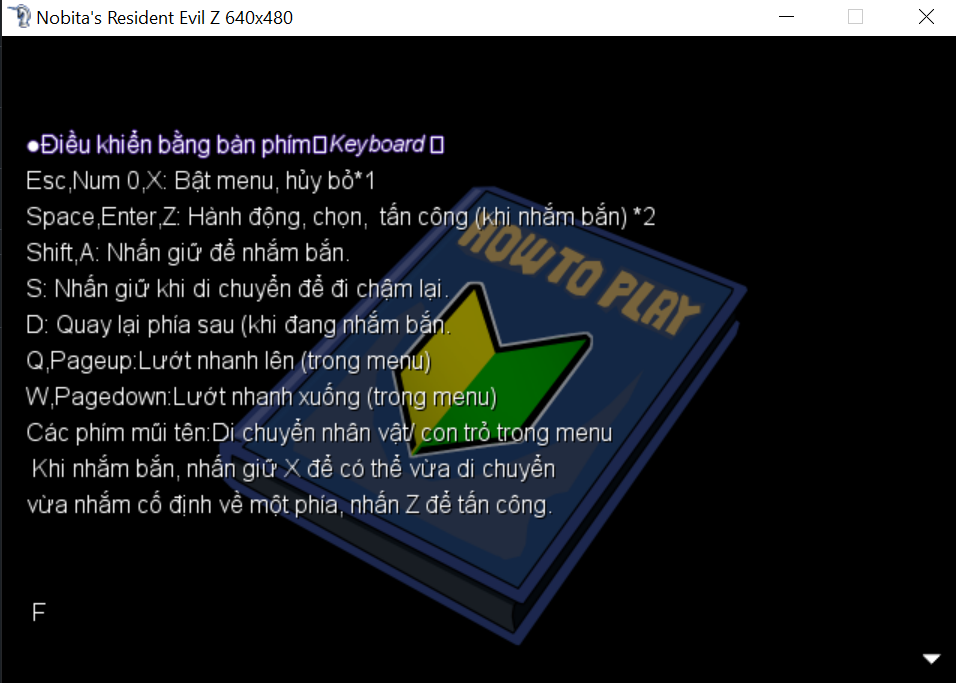 Nobita's Resident Evil Z 640x480
●Điều khiển bằng bàn phím▯Keyboard ▯
Esc,Num 0,X: Bật menu, hủy bỏ*1
Space,Enter,Z: Hành động, chọn, tấn công (khi nhắm bắn) *2
Shift,A: Nhấn giữ để nhắm bắn.
S: Nhấn giữ khi di chuyển để đi chậm lại.
D: Quay lại phía sau (khi đang nhắm bắn.
Q,Pageup:Lướt nhanh lên (trong menu)
W,Pagedown:Lướt nhanh xuống (trong menu)
Các phím mũi tên:Di chuyển nhân vật/ con trỏ trong menu
Khi nhắm bắn, nhấn giữ X để có thể vừa di chuyển
vừa nhắm cố định về một phía, nhấn Z để tấn công.
F
HOW TO PLAY